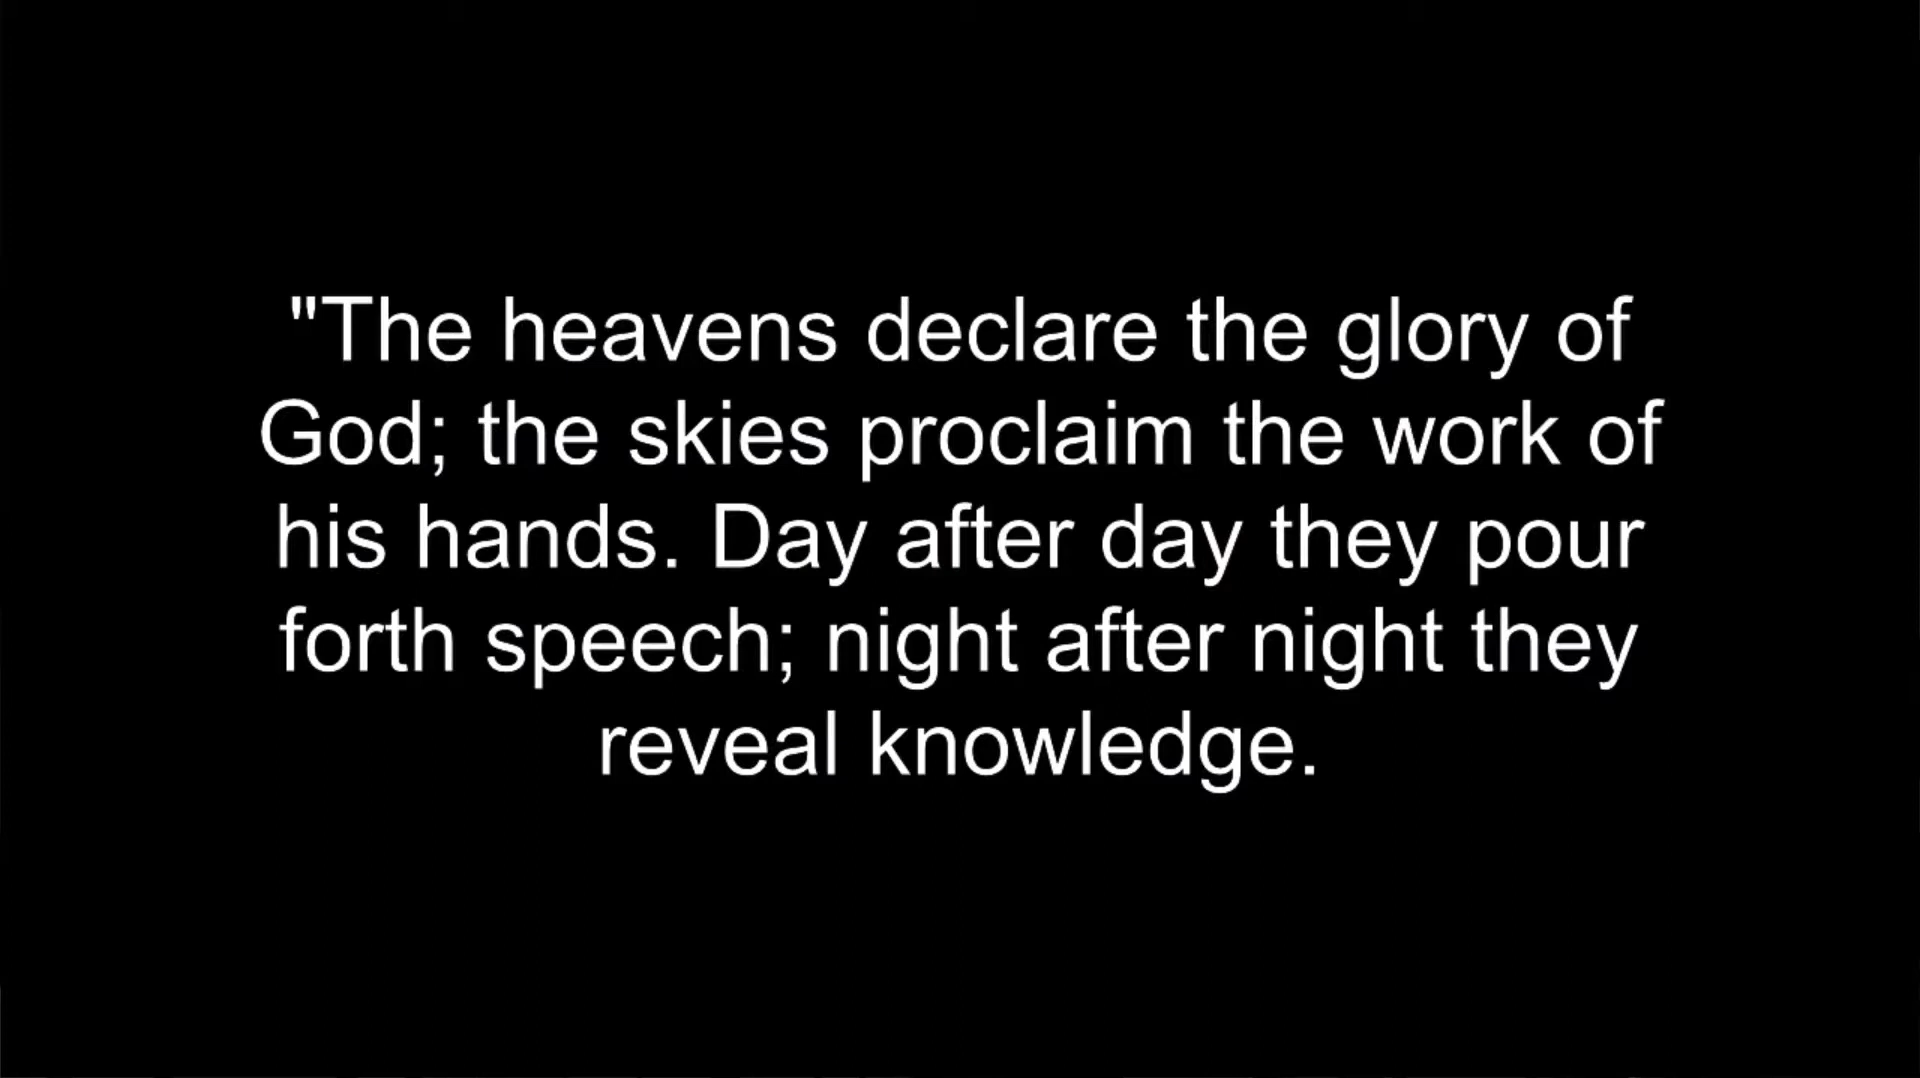 "The heavens declare the glory of
God; the skies proclaim the work of
his hands. Day after day they pour
forth speech; night after night they
reveal knowledge.